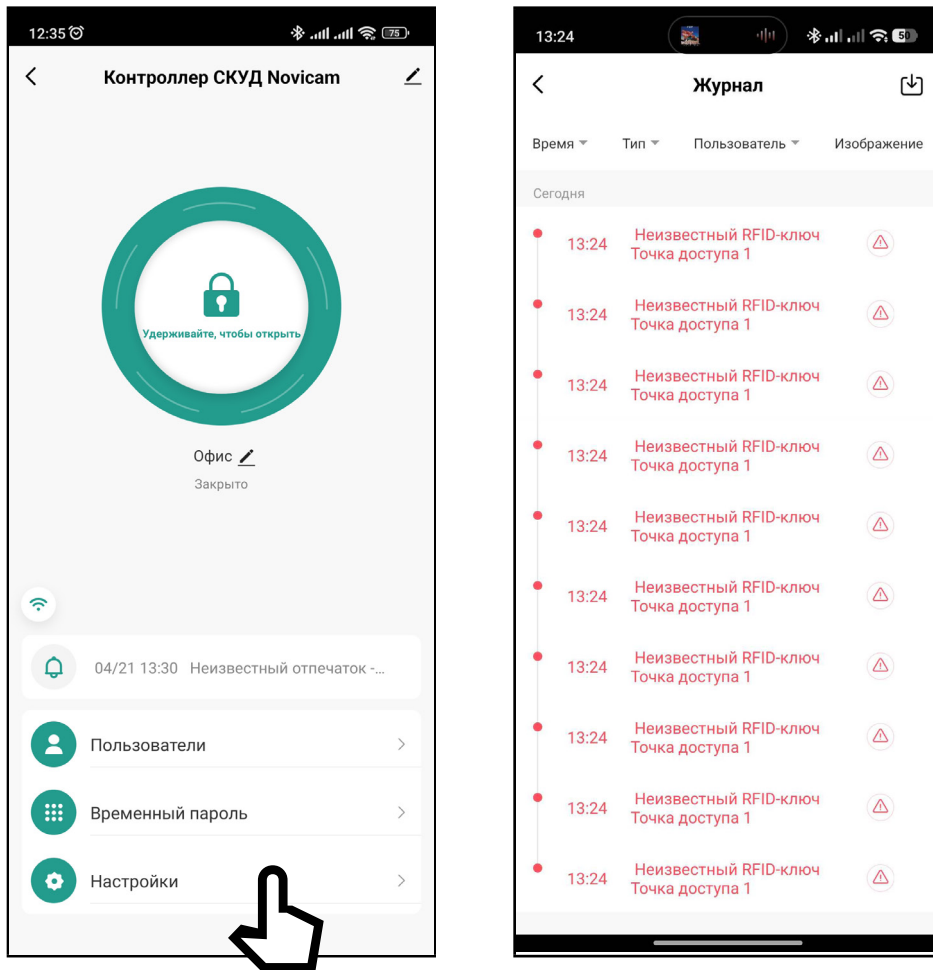 12:35
75
Контроллер СКУД Novicam
Удерживайте, чтобы открыть
Офис
Закрыто
04/21 13:30 Неизвестный отпечаток -...
Пользователи
Временный пароль
Настройки
13:24
50
Журнал
Время Тип Пользователь Изображение
Сегодня
13:24 Неизвестный RFID-ключ
Точка доступа 1
13:24 Неизвестный RFID-ключ
Точка доступа 1
13:24 Неизвестный RFID-ключ
Точка доступа 1
13:24 Неизвестный RFID-ключ
Точка доступа 1
13:24 Неизвестный RFID-ключ
Точка доступа 1
13:24 Неизвестный RFID-ключ
Точка доступа 1
13:24 Неизвестный RFID-ключ
Точка доступа 1
13:24 Неизвестный RFID-ключ
Точка доступа 1
13:24 Неизвестный RFID-ключ
Точка доступа 1
13:24 Неизвестный RFID-ключ
Точка доступа 1